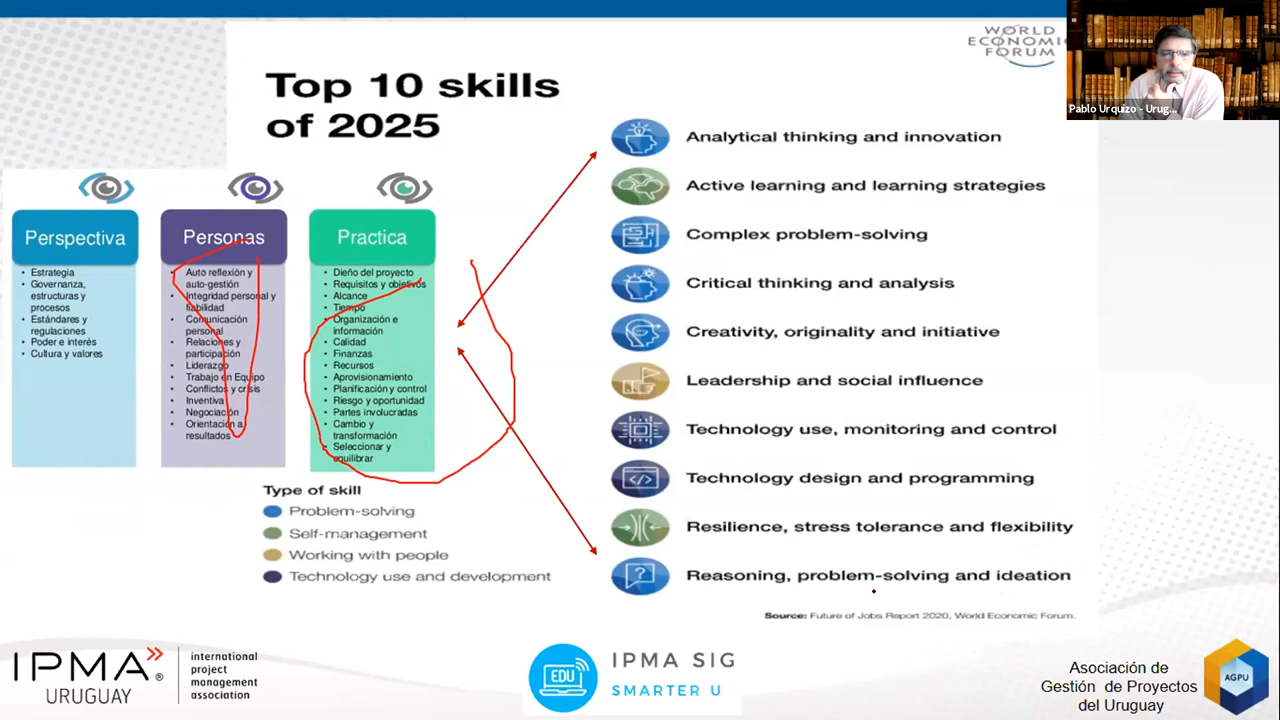 WORLD
ECONOMIC
FORUM
Pablo Urquizo - Urug...
Top 10 skills
of 2025
Perspectiva
• Estrategia
• Governanza,
estructuras y
procesos
• Estándares y
regulaciones
• Poder e interés
• Cultura y valores
Personas
• Auto reflexión y
auto-gestión
• Integridad personal y
fiabilidad
• Comunicación
personal
• Relaciones y
participación
• Liderazgo
• Trabajo en Equipo
• Conflictos y crisis
• Inventiva
• Negociación
• Orientación a
resultados
Practica
• Dieño del proyecto
• Requisitos y objetivos
• Alcance
• Tiempo
• Organización e
información
• Calidad
• Finanzas
• Recursos
• Aprovisionamiento
• Planificación y control
• Riesgo y oportunidad
• Partes involucradas
• Cambio y
transformación
• Seleccionar y
equilibrar
Type of skill
Problem-solving
Self-management
Working with people
Technology use and development
Analytical thinking and innovation
Active learning and learning strategies
Complex problem-solving
Critical thinking and analysis
Creativity, originality and initiative
Leadership and social influence
Technology use, monitoring and control
Technology design and programming
Resilience, stress tolerance and flexibility
Reasoning, problem-solving and ideation
Source: Future of Jobs Report 2020, World Economic Forum.
IPMA®
URUGUAY
international
project
management
association
EDU
IPMA SIG
SMARTER U
Asociación de
Gestión de Proyectos
del Uruguay
AGPU